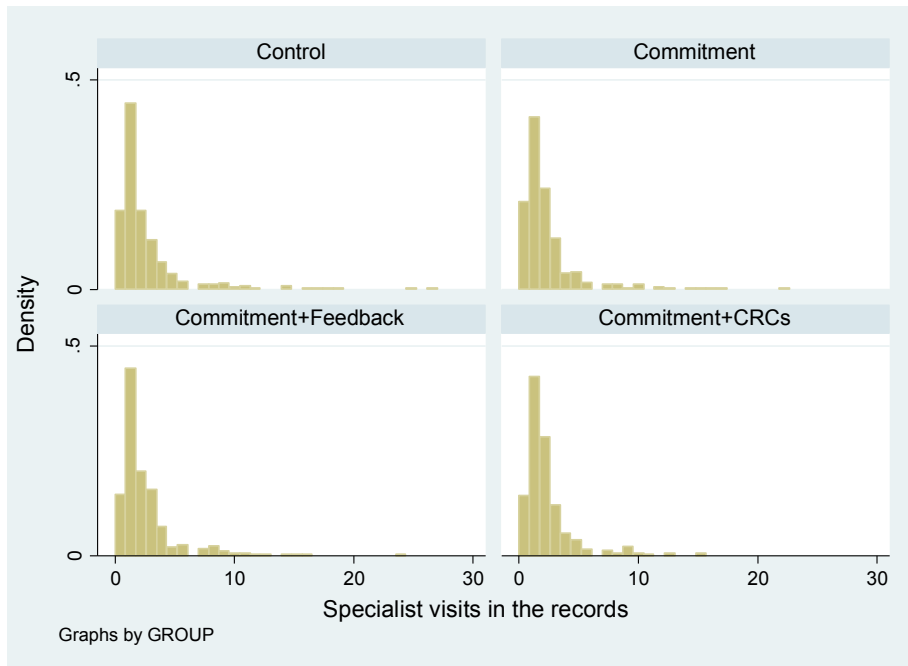 Control
Commitment
.5
0
Commitment+Feedback
Commitment+CRCs
.5
0
Density
0 10 20 30 0 10 20 30
Specialist visits in the records
Graphs by GROUP